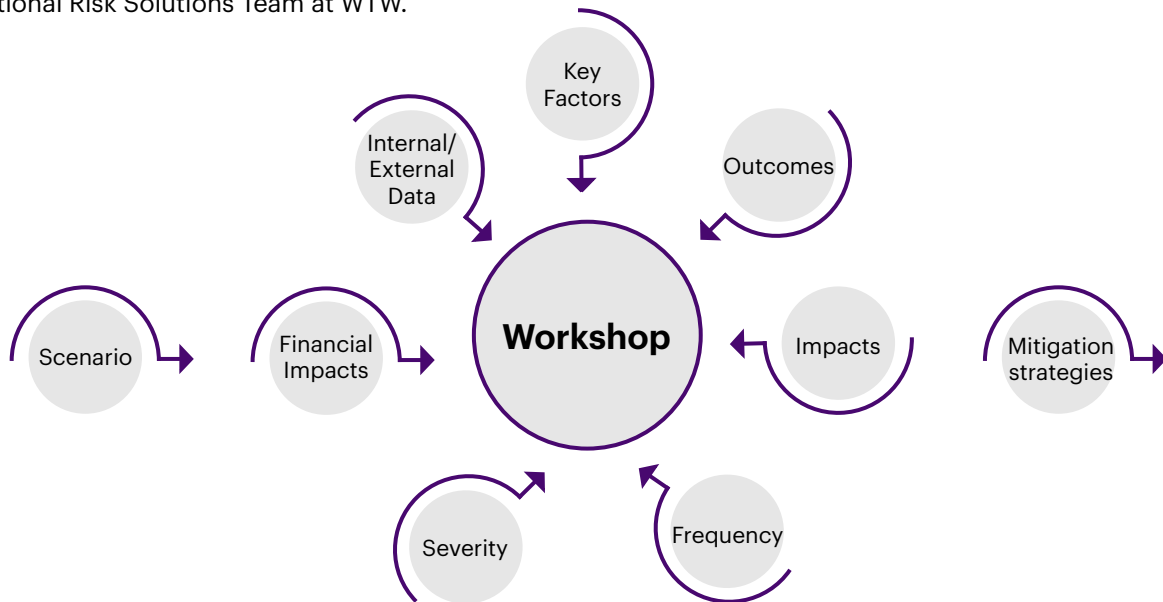 tional Risk Solutions Team at WTW.
Key
Factors
Internal/
External
Data
Outcomes
Workshop
Scenario
Financial
Impacts
Impacts
Mitigation
strategies
Severity
Frequency